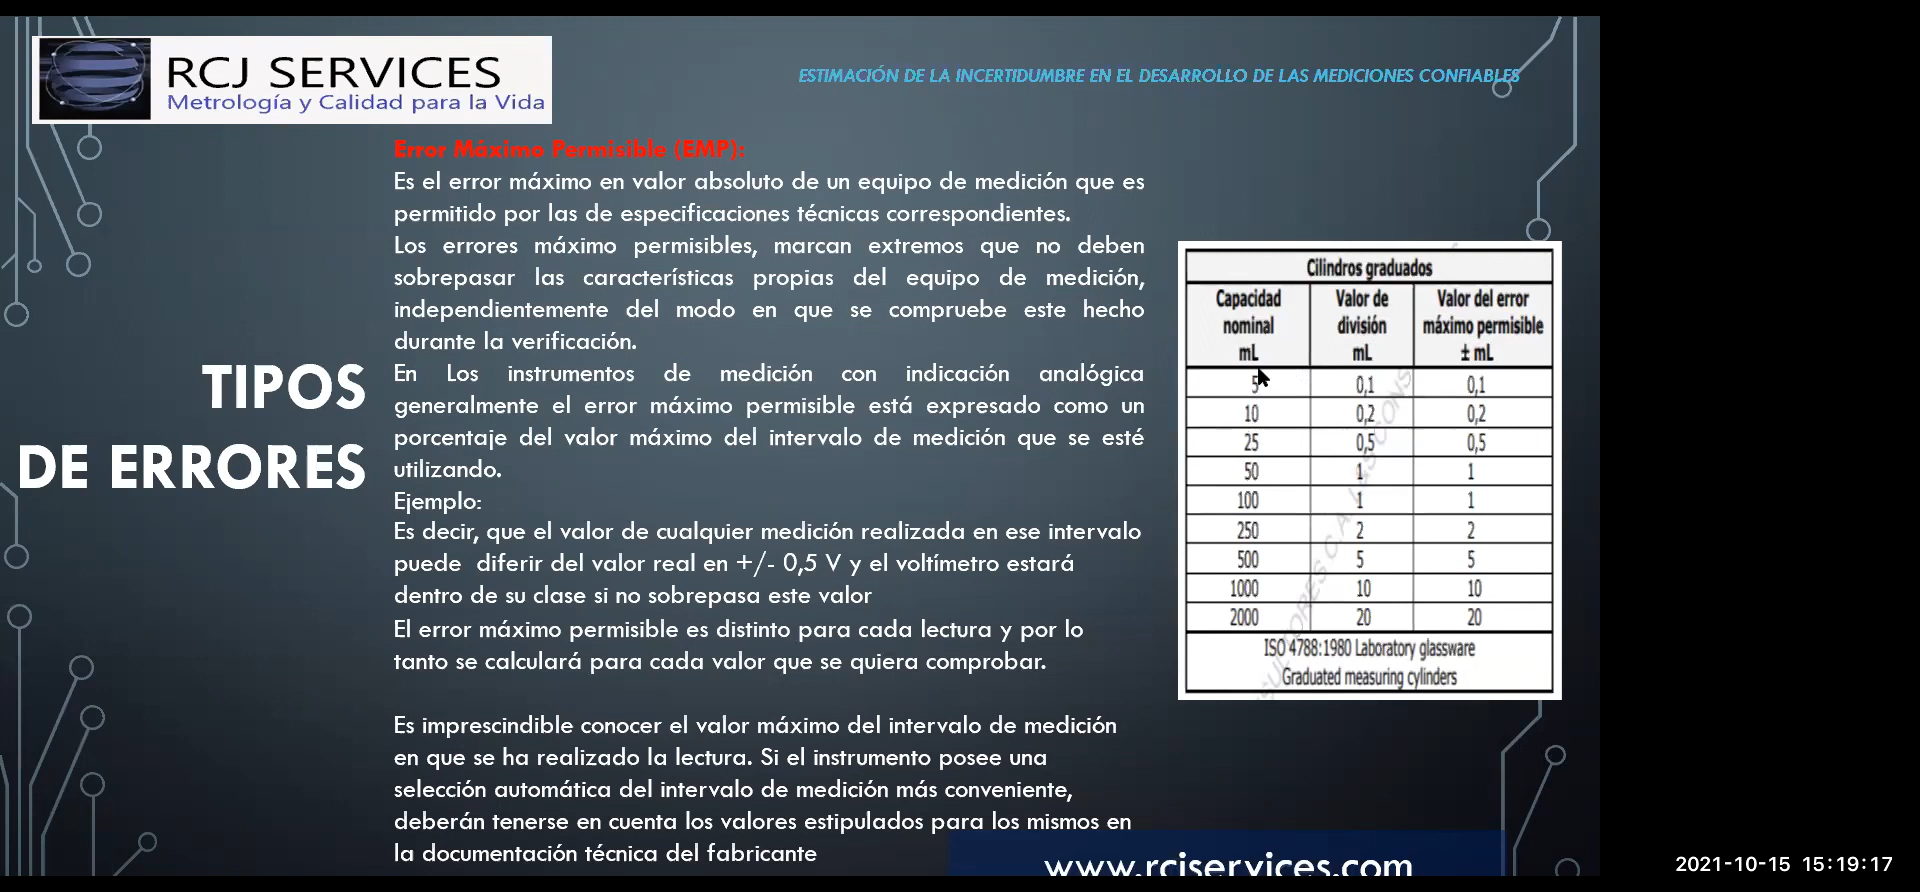 RCJ SERVICES
Metrología y Calidad para la Vida
ESTIMACIÓN DE LA INCERTIDUMBRE EN EL DESARROLLO DE LAS MEDICIONES CONFIABLES
TIPOS
DE ERRORES
Error Máximo Permisible (EMP):
Es el error máximo en valor absoluto de un equipo de medición que es
permitido por las de especificaciones técnicas correspondientes.
Los errores máximo permisibles, marcan extremos que no deben
sobrepasar las características propias del equipo de medición,
independientemente del modo en que se compruebe este hecho
durante la verificación.
En Los instrumentos de medición con indicación analógica
generalmente el error máximo permisible está expresado como un
porcentaje del valor máximo del intervalo de medición que se esté
utilizando.
Ejemplo:
Es decir, que el valor de cualquier medición realizada en ese intervalo
puede diferir del valor real en +/- 0,5 V y el voltímetro estará
dentro de su clase si no sobrepasa este valor
El error máximo permisible es distinto para cada lectura y por lo
tanto se calculará para cada valor que se quiera comprobar.
Es imprescindible conocer el valor máximo del intervalo de medición
en que se ha realizado la lectura. Si el instrumento posee una
selección automática del intervalo de medición más conveniente,
deberán tenerse en cuenta los valores estipulados para los mismos en
la documentación técnica del fabricante
Cilindros graduados
Capacidad nominal mL Valor de división mL Valor del error máximo permisible ± mL
5 0,1 0,1
10 0,2 0,2
25 0,5 0,5
50 1 1
100 1 1
250 2 2
500 5 5
1000 10 10
2000 20 20
ISO 4788:1980 Laboratory glassware
Graduated measuring cylinders
www.rcjservices.com
2021-10-15 15:19:17